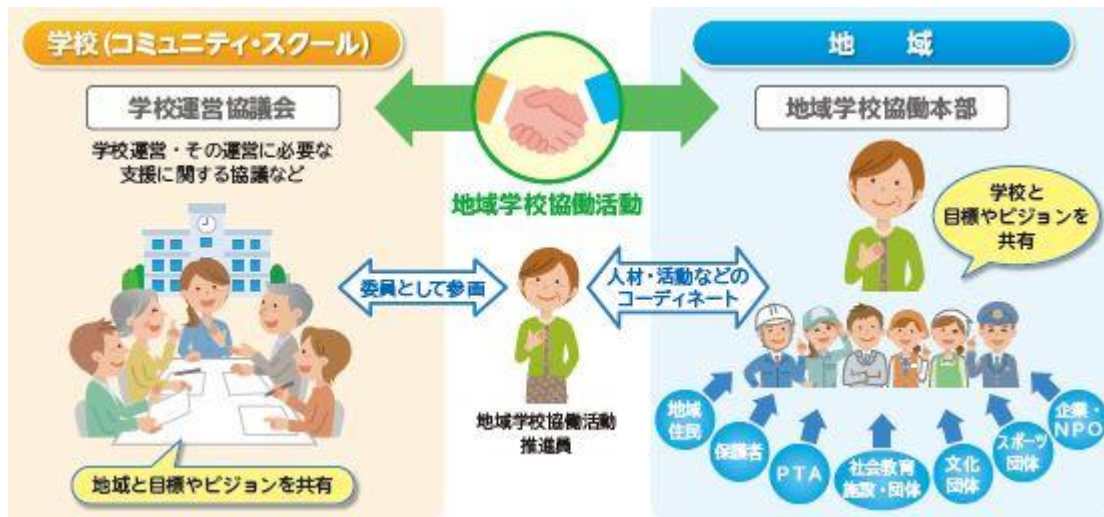 学校(コミュニティ・スクール)
学校運営協議会
学校運営・その運営に必要な
支援に関する協議など
地域と目標やビジョンを共有
地域学校協働活動
委員として参画
人材・活動などの
コーディネート
地域学校協働活動
推進員
地　域
地域学校協働本部
学校と
目標やビジョンを
共有
地域
住民
保護者
PTA
社会教育
施設・団体
文化
団体
スポーツ
団体
企業・
NPO